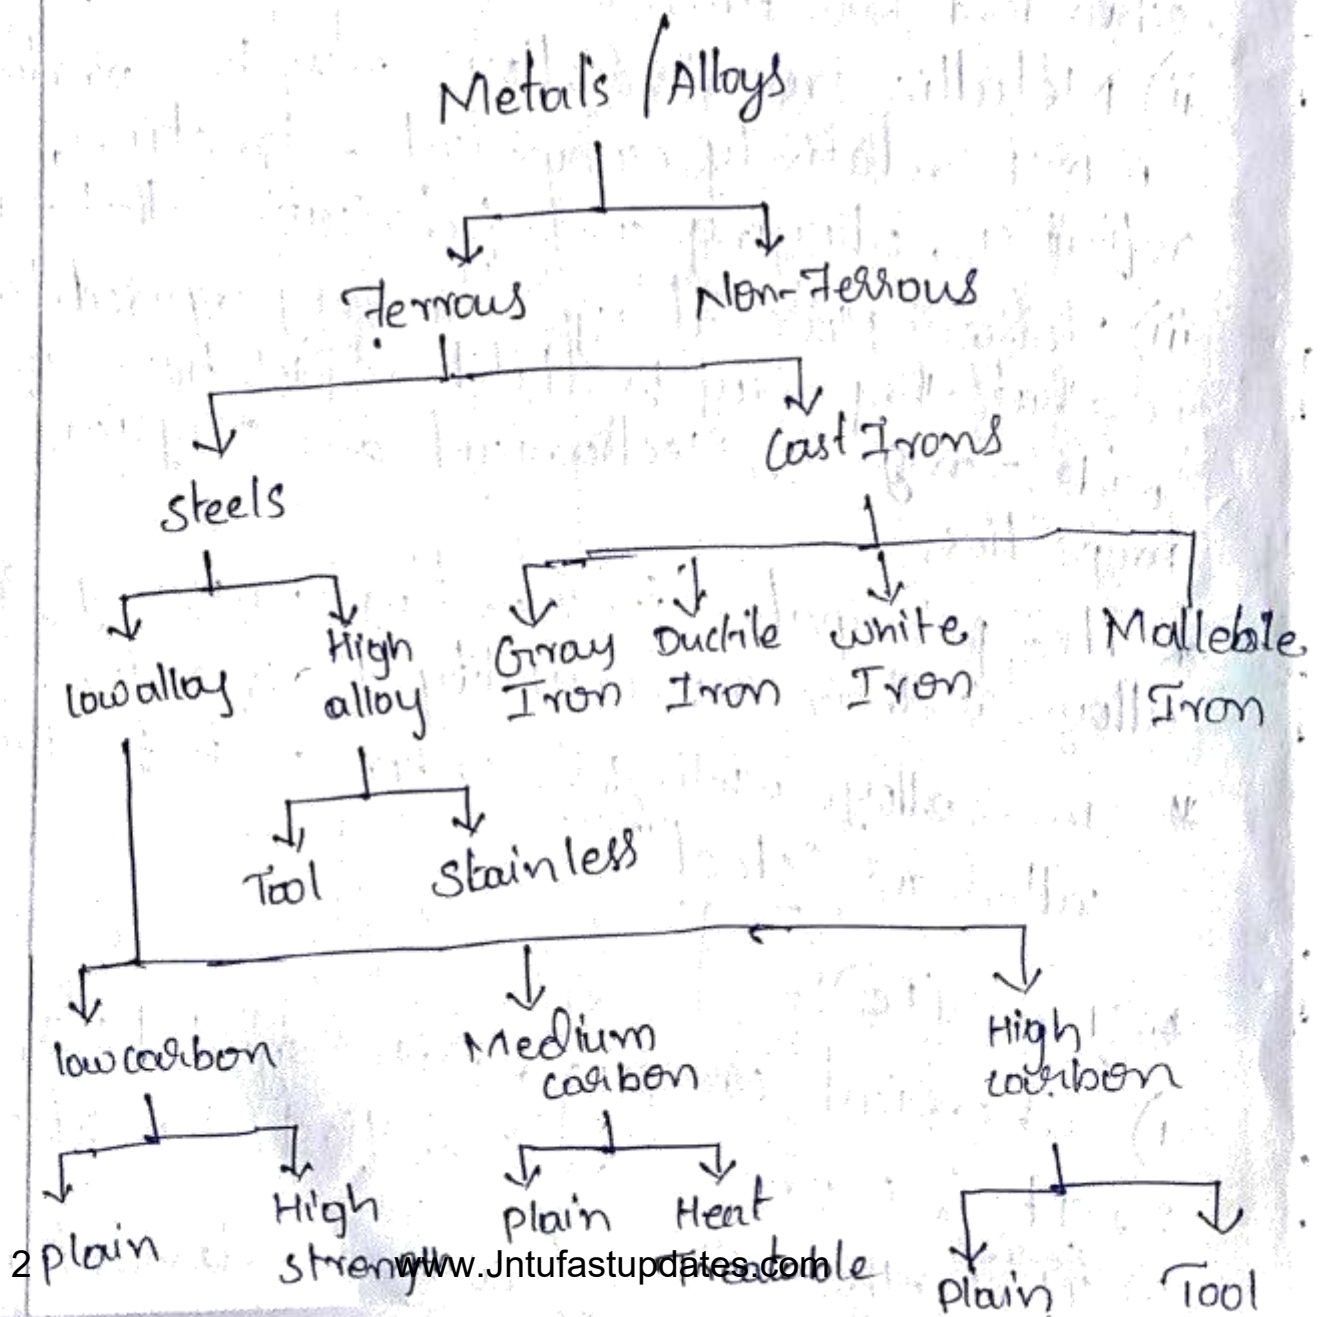 Metals / Alloys
Ferrous
Non-Ferrous
Steels
Cast Irons
low alloy
High
alloy
Gray
Iron
Ductile
Iron
White
Iron
Malleble
Iron
Tool
Stainless
low carbon
Medium
carbon
High
carbon
plain
High
strength
plain
Heat
Treatable
plain
Tool
2
www.Jntufastupdates.com